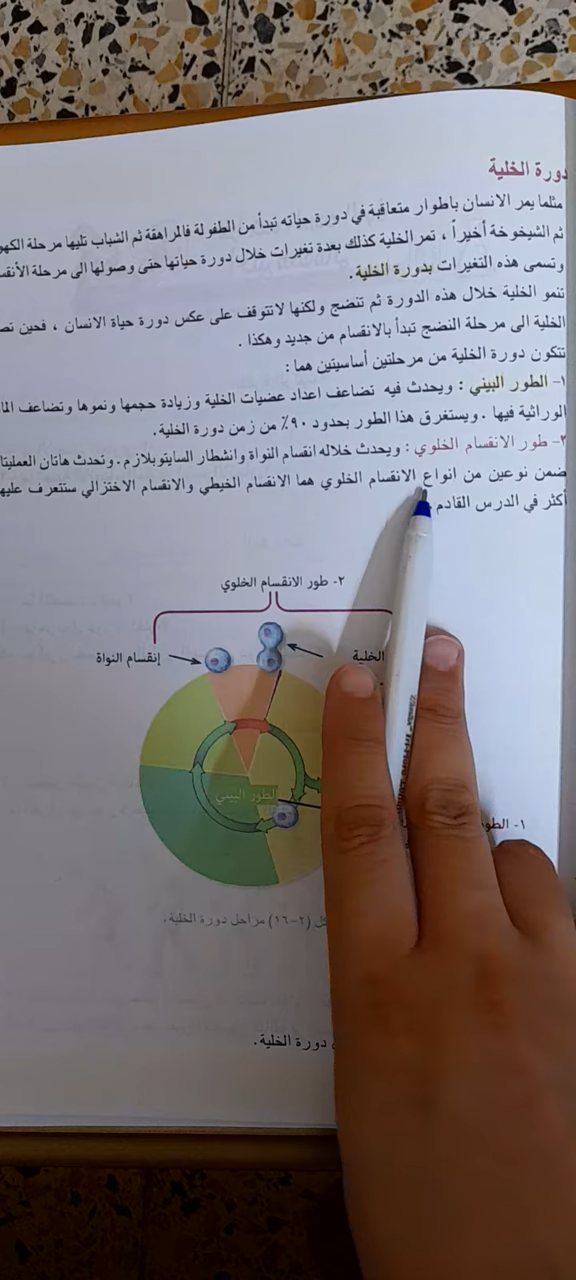 دورة الخلية
مثلما يمر الانسان باطوار متعاقبة في دورة حياته تبدأ من الطفولة فالمراهقة ثم الشباب تليها مرحلة
ثم الشيخوخة أخيراً ، تمر الخلية كذلك بعدة تغيرات خلال دورة حياتها حتى وصولها الى مرحلة
وتسمى هذه التغيرات بدورة الخلية .
تنمو الخلية خلال هذه الدورة ثم تنضج ولكنها لاتتوقف على عكس دورة حياة الانسان ، فحين
الخلية الى مرحلة النضج تبدأ بالانقسام من جديد وهكذا .
تتكون دورة الخلية من مرحلتين أساسيتين هما :
١- الطور البيني : ويحدث فيه تضاعف اعداد عضيات الخلية وزيادة حجمها ونموها وتضاعف
الوراثية فيها . ويستغرق هذا الطور بحدود ٩٠٪ من زمن دورة الخلية .
٢- طور الانقسام الخلوي : ويحدث خلاله انقسام النواة وانشطار السايتوبلازم . وتحدث هاتان
ضمن نوعين من انواع الانقسام الخلوي هما الانقسام الخيطي والانقسام الاختزالي ستتعرف
أكثر في الدرس القادم
٢- طور الانقسام الخلوي
الخلية
إنقسام النواة
الطور البيني
١-
(٢-١٦) مراحل دورة الخلية .
دورة الخلية .